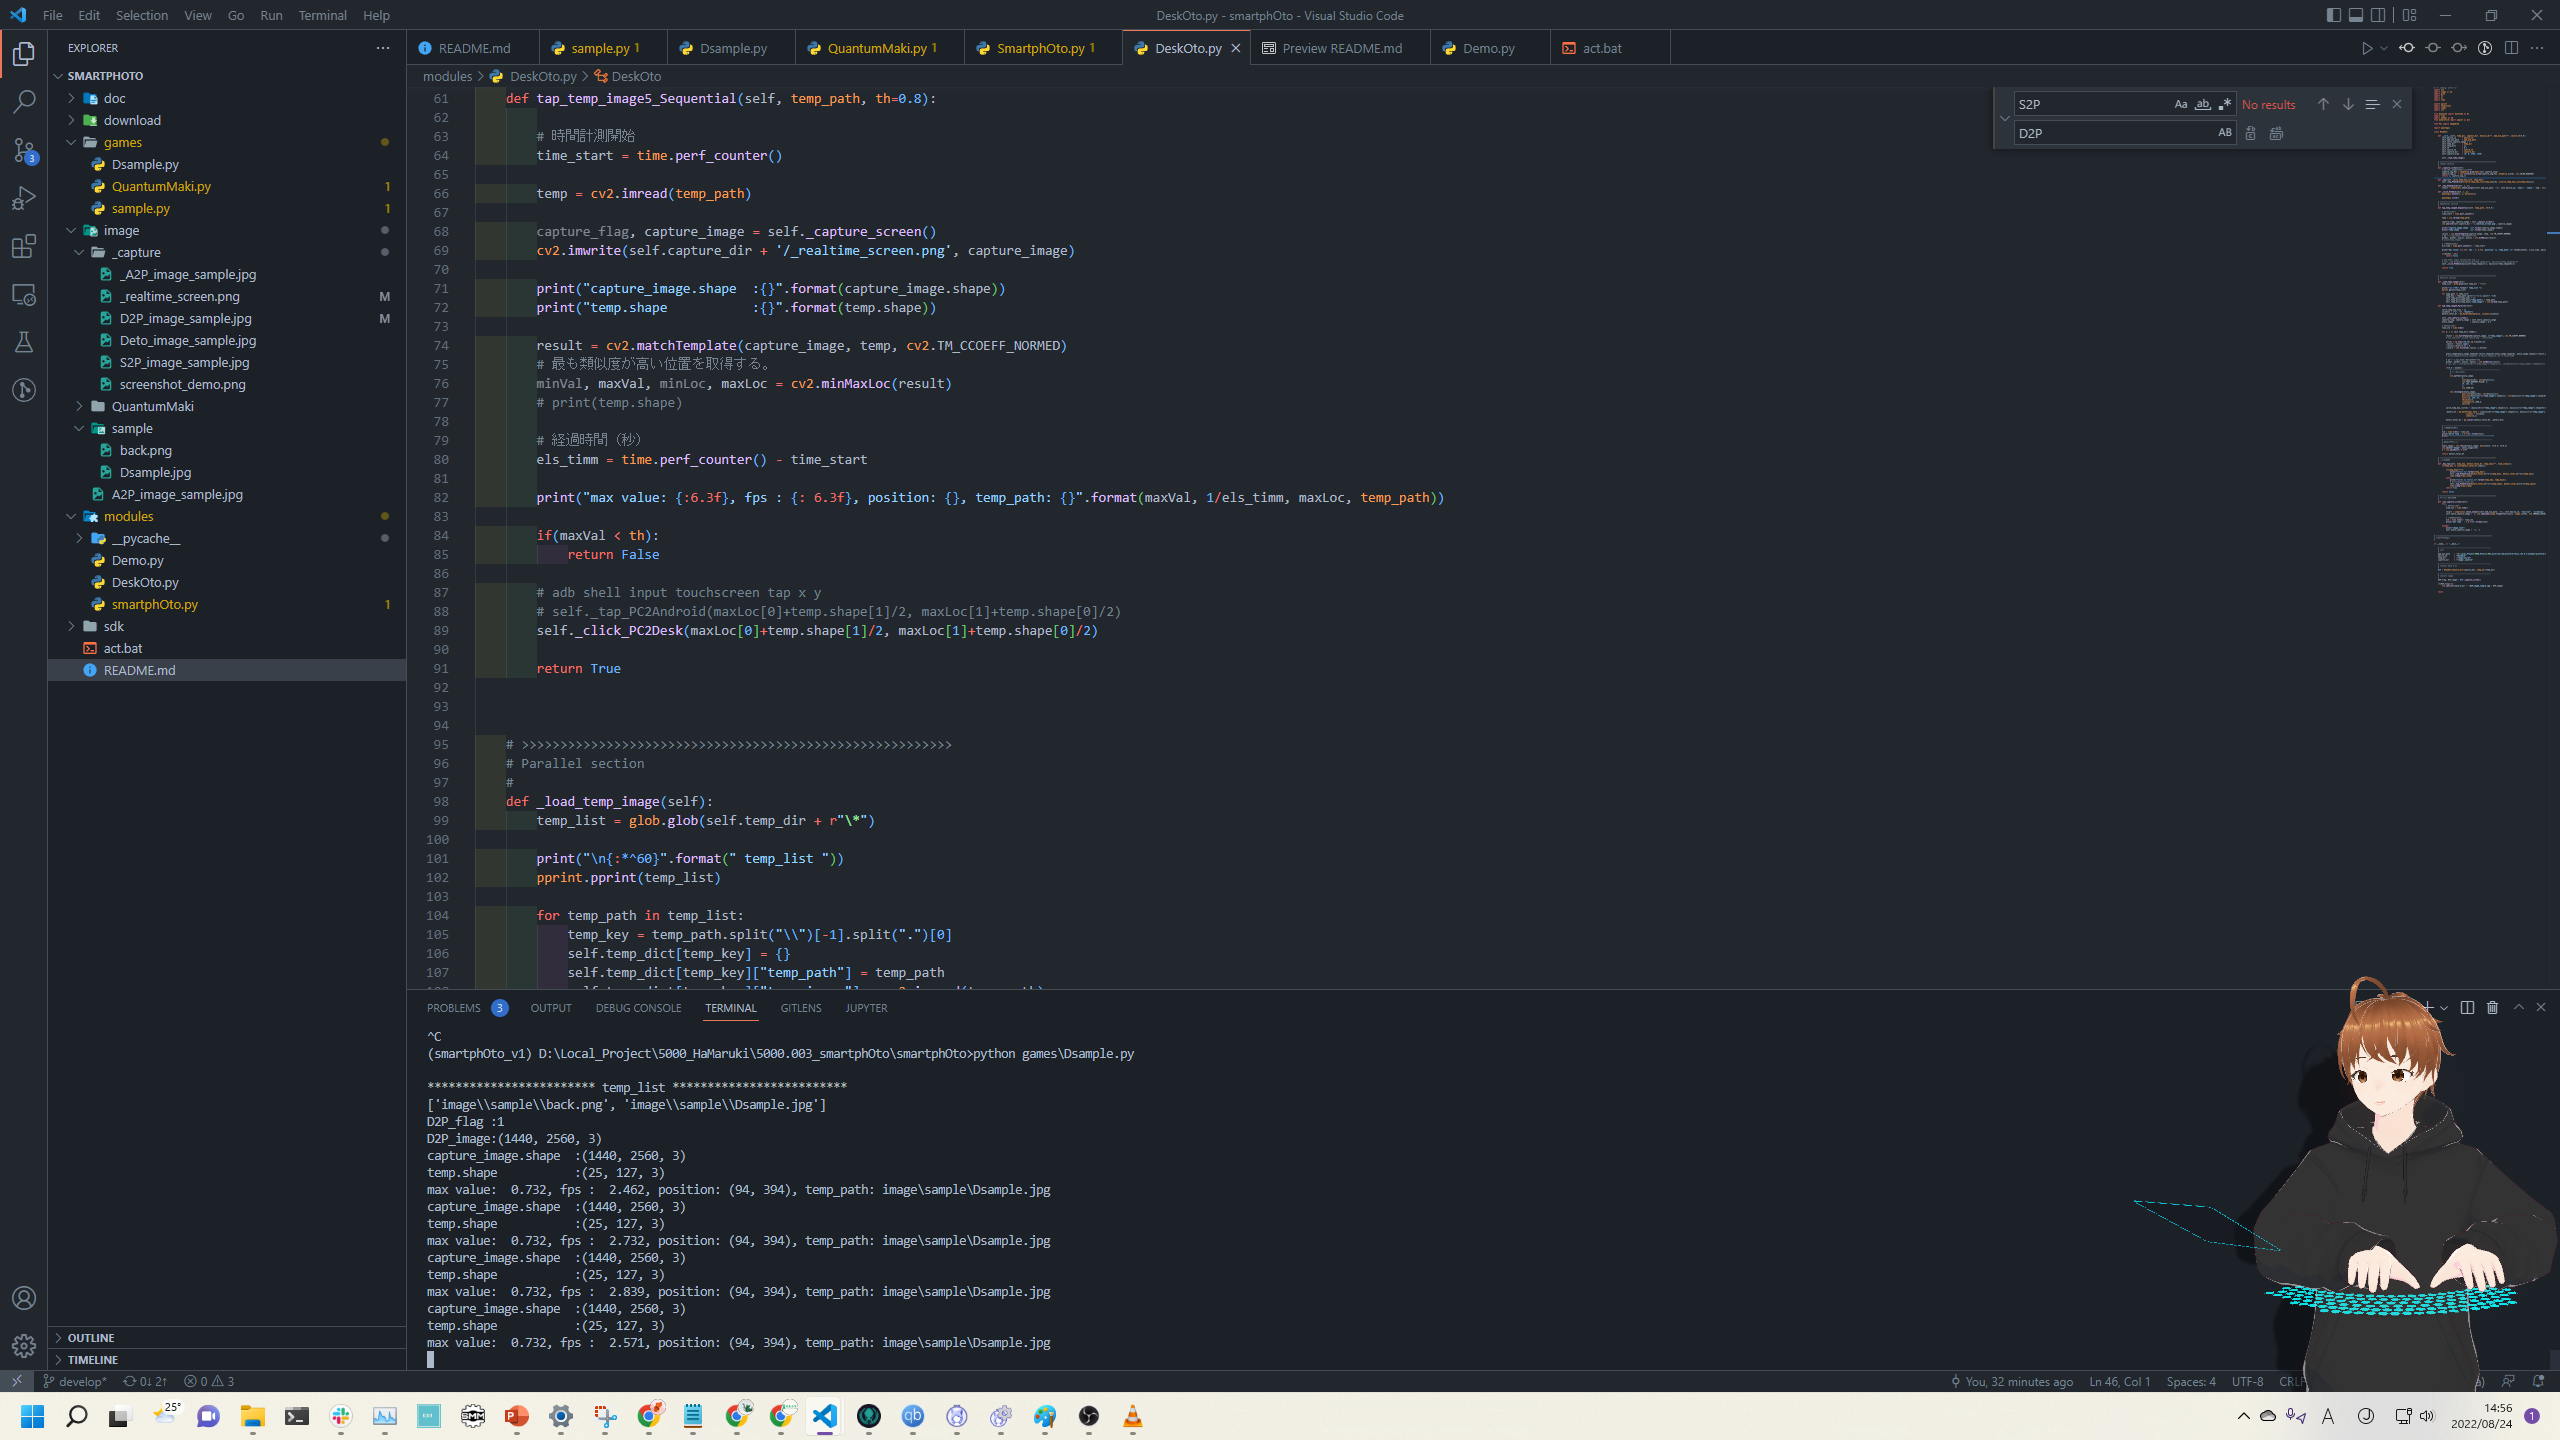 File Edit Selection View Go Run Terminal Help
DeskOto.py - smartphOto - Visual Studio Code
EXPLORER
SMARTPHOTO
doc
download
games
Dsample.py
QuantumMaki.py 1
sample.py 1
image
_capture
_A2P_image_sample.jpg
_realtime_screen.png M
D2P_image_sample.jpg M
Deto_image_sample.jpg
S2P_image_sample.jpg
screenshot_demo.png
QuantumMaki
sample
back.png
Dsample.jpg
A2P_image_sample.jpg
modules
__pycache__
Demo.py
DeskOto.py
smartphOto.py 1
sdk
act.bat
README.md
OUTLINE
TIMELINE
3
README.md sample.py 1 Dsample.py QuantumMaki.py 1 SmartphOto.py 1 DeskOto.py Preview README.md Demo.py act.bat
modules > DeskOto.py > DeskOto
S2P Aa ab No results
D2P AB
61 def tap_temp_image5_Sequential(self, temp_path, th=0.8):
62
63 # 時間計測開始
64 time_start = time.perf_counter()
65
66 temp = cv2.imread(temp_path)
67
68 capture_flag, capture_image = self._capture_screen()
69 cv2.imwrite(self.capture_dir + '/_realtime_screen.png', capture_image)
70
71 print("capture_image.shape  :{}".format(capture_image.shape))
72 print("temp.shape           :{}".format(temp.shape))
73
74 result = cv2.matchTemplate(capture_image, temp, cv2.TM_CCOEFF_NORMED)
75 # 最も類似度が高い位置を取得する。
76 minVal, maxVal, minLoc, maxLoc = cv2.minMaxLoc(result)
77 # print(temp.shape)
78
79 # 経過時間（秒）
80 els_timm = time.perf_counter() - time_start
81
82 print("max value: {:6.3f}, fps : {: 6.3f}, position: {}, temp_path: {}".format(maxVal, 1/els_timm, maxLoc, temp_path))
83
84 if(maxVal < th):
85 return False
86
87 # adb shell input touchscreen tap x y
88 # self._tap_PC2Android(maxLoc[0]+temp.shape[1]/2, maxLoc[1]+temp.shape[0]/2)
89 self._click_PC2Desk(maxLoc[0]+temp.shape[1]/2, maxLoc[1]+temp.shape[0]/2)
90
91 return True
92
93
94
95 # >>>>>>>>>>>>>>>>>>>>>>>>>>>>>>>>>>>>>>>>>>>>>>>>>>>>>>>>
96 # Parallel section
97 #
98 def _load_temp_image(self):
99 temp_list = glob.glob(self.temp_dir + r"\*")
100
101 print("\n{:*^60}".format(" temp_list "))
102 pprint.pprint(temp_list)
103
104 for temp_path in temp_list:
105 temp_key = temp_path.split("\\")[-1].split(".")[0]
106 self.temp_dict[temp_key] = {}
107 self.temp_dict[temp_key]["temp_path"] = temp_path
PROBLEMS 3 OUTPUT DEBUG CONSOLE TERMINAL GITLENS JUPYTER
^C
(smartphOto_v1) D:\Local_Project\5000_HaMaruki\5000.003_smartphOto\smartphOto>python games\Dsample.py
************************ temp_list *************************
['image\\sample\\back.png', 'image\\sample\\Dsample.jpg']
D2P_flag :1
D2P_image:(1440, 2560, 3)
capture_image.shape  :(1440, 2560, 3)
temp.shape           :(25, 127, 3)
max value:  0.732, fps :  2.462, position: (94, 394), temp_path: image\sample\Dsample.jpg
capture_image.shape  :(1440, 2560, 3)
temp.shape           :(25, 127, 3)
max value:  0.732, fps :  2.732, position: (94, 394), temp_path: image\sample\Dsample.jpg
capture_image.shape  :(1440, 2560, 3)
temp.shape           :(25, 127, 3)
max value:  0.732, fps :  2.839, position: (94, 394), temp_path: image\sample\Dsample.jpg
capture_image.shape  :(1440, 2560, 3)
temp.shape           :(25, 127, 3)
max value:  0.732, fps :  2.571, position: (94, 394), temp_path: image\sample\Dsample.jpg
develop* 0↓ 2↑ 0 3
You, 32 minutes ago Ln 46, Col 1 Spaces: 4 UTF-8 CRLF
25°
SMM
qb
A
14:56
2022/08/24
1